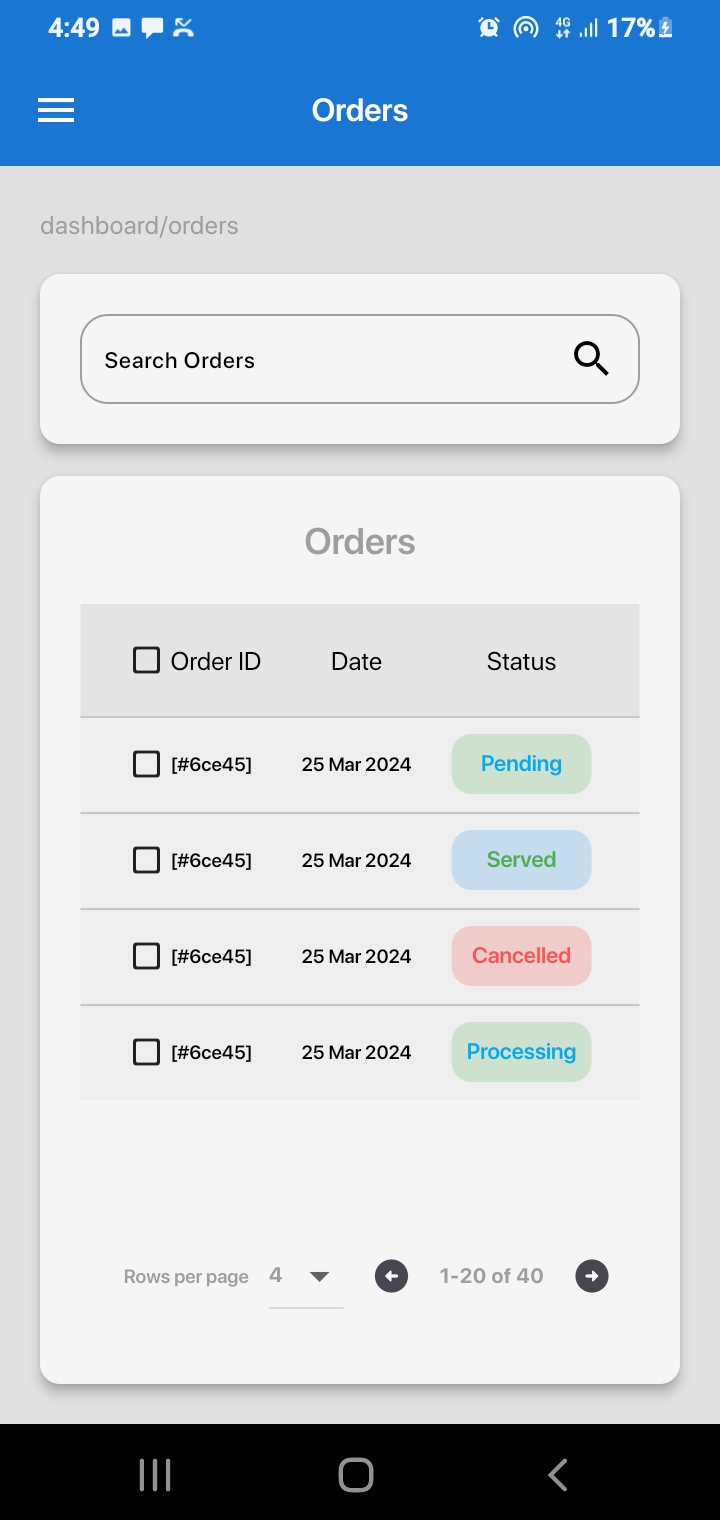 4:49 4G 17%
Orders
dashboard/orders
Search Orders
Orders
Order ID Date Status
[#6ce45] 25 Mar 2024 Pending
[#6ce45] 25 Mar 2024 Served
[#6ce45] 25 Mar 2024 Cancelled
[#6ce45] 25 Mar 2024 Processing
Rows per page 4 1-20 of 40